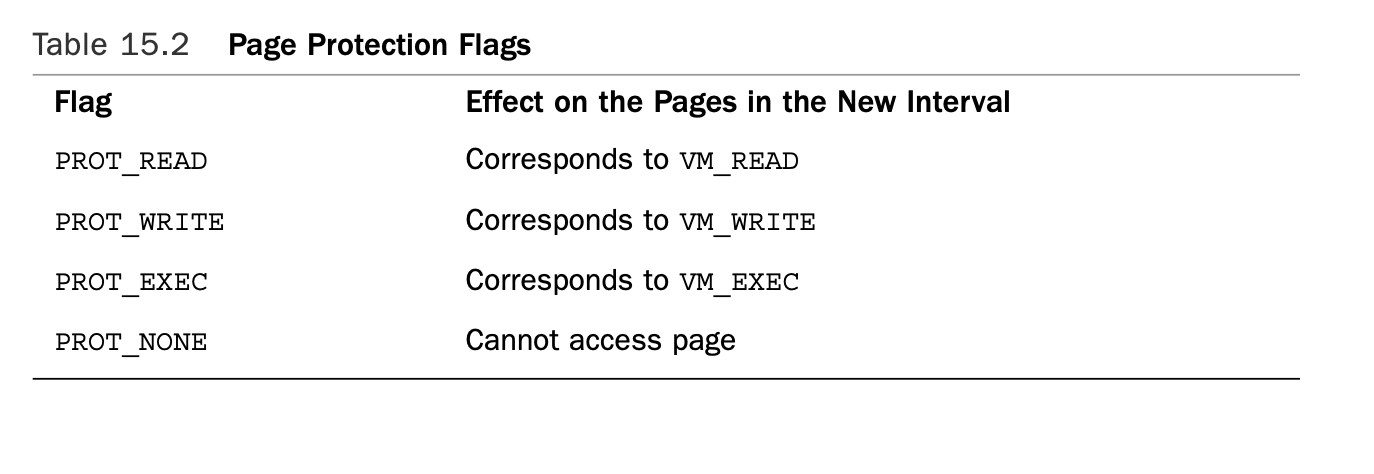 Table 15.2 Page Protection Flags
Flag Effect on the Pages in the New Interval
PROT_READ Corresponds to VM_READ
PROT_WRITE Corresponds to VM_WRITE
PROT_EXEC Corresponds to VM_EXEC
PROT_NONE Cannot access page